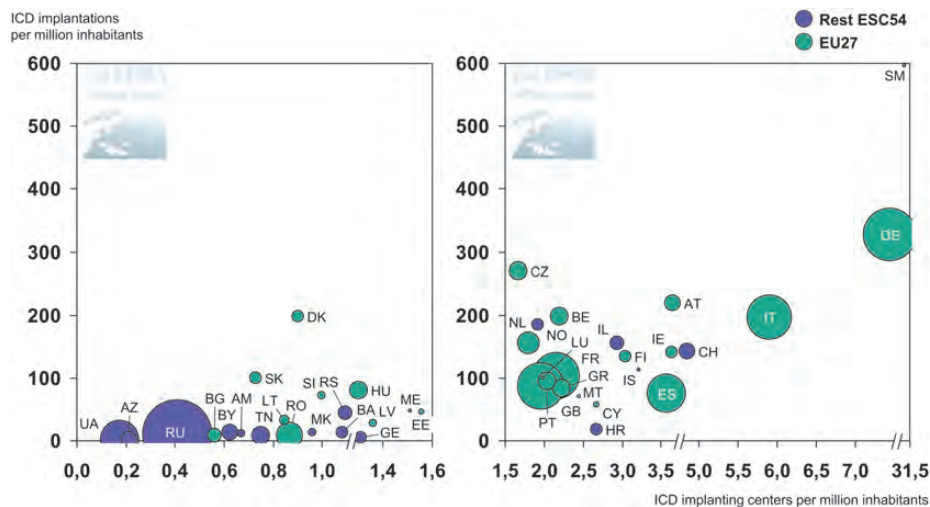 ICD implantations
per million inhabitants
Rest ESC54
EU27
600
500
400
300
200
100
0
DK
SK
HU
SI
RS
ME
BG
AM
LT
RO
UA
AZ
BY
TN
MK
BA
LV
EE
GE
RU
0,0
0,2
0,4
0,6
0,8
1,0
1,2
1,4
1,6
600
500
400
300
200
100
0
SM
DE
CZ
AT
IT
NL
BE
NO
LU
IL
IE
CH
FR
FI
GR
IS
MT
ES
PT
GB
CY
HR
1,5
2,0
2,5
3,0
3,5
4,5
5,0
6,0
7,0
31,5
ICD implanting centers per million inhabitants